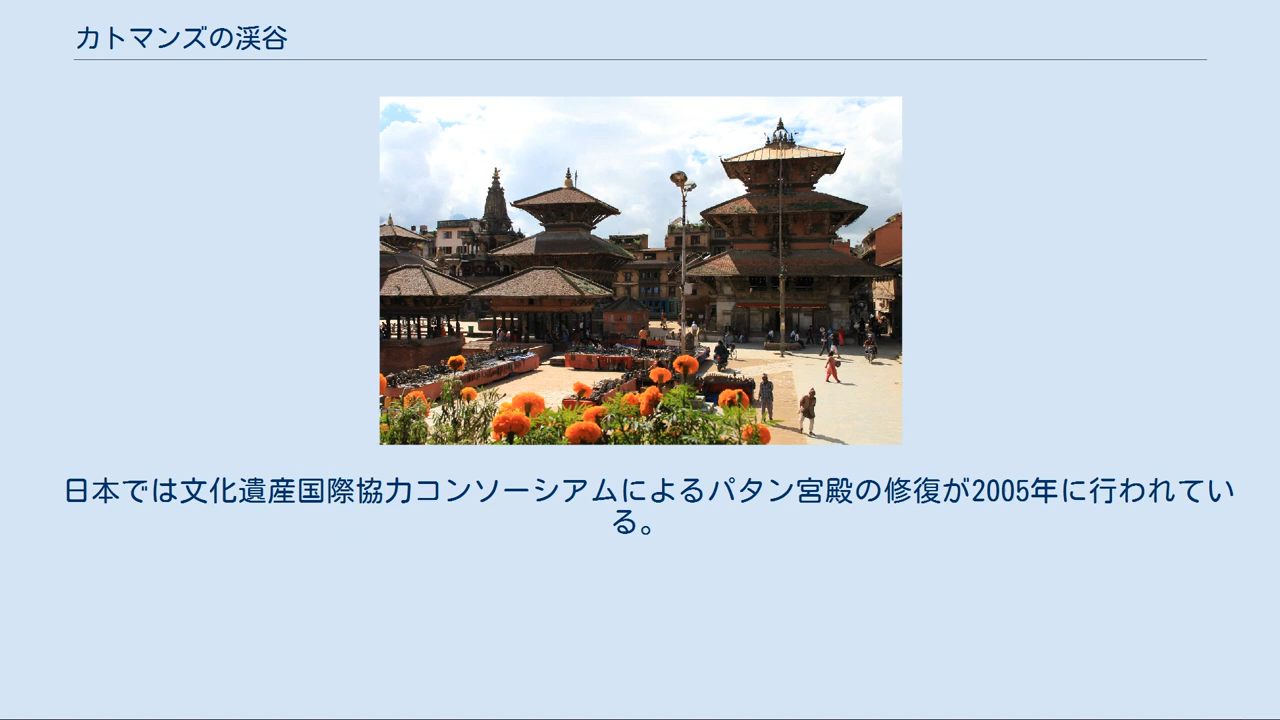 カトマンズの渓谷
日本では文化遺産国際協力コンソーシアムによるパタン宮殿の修復が2005年に行われてい
る。